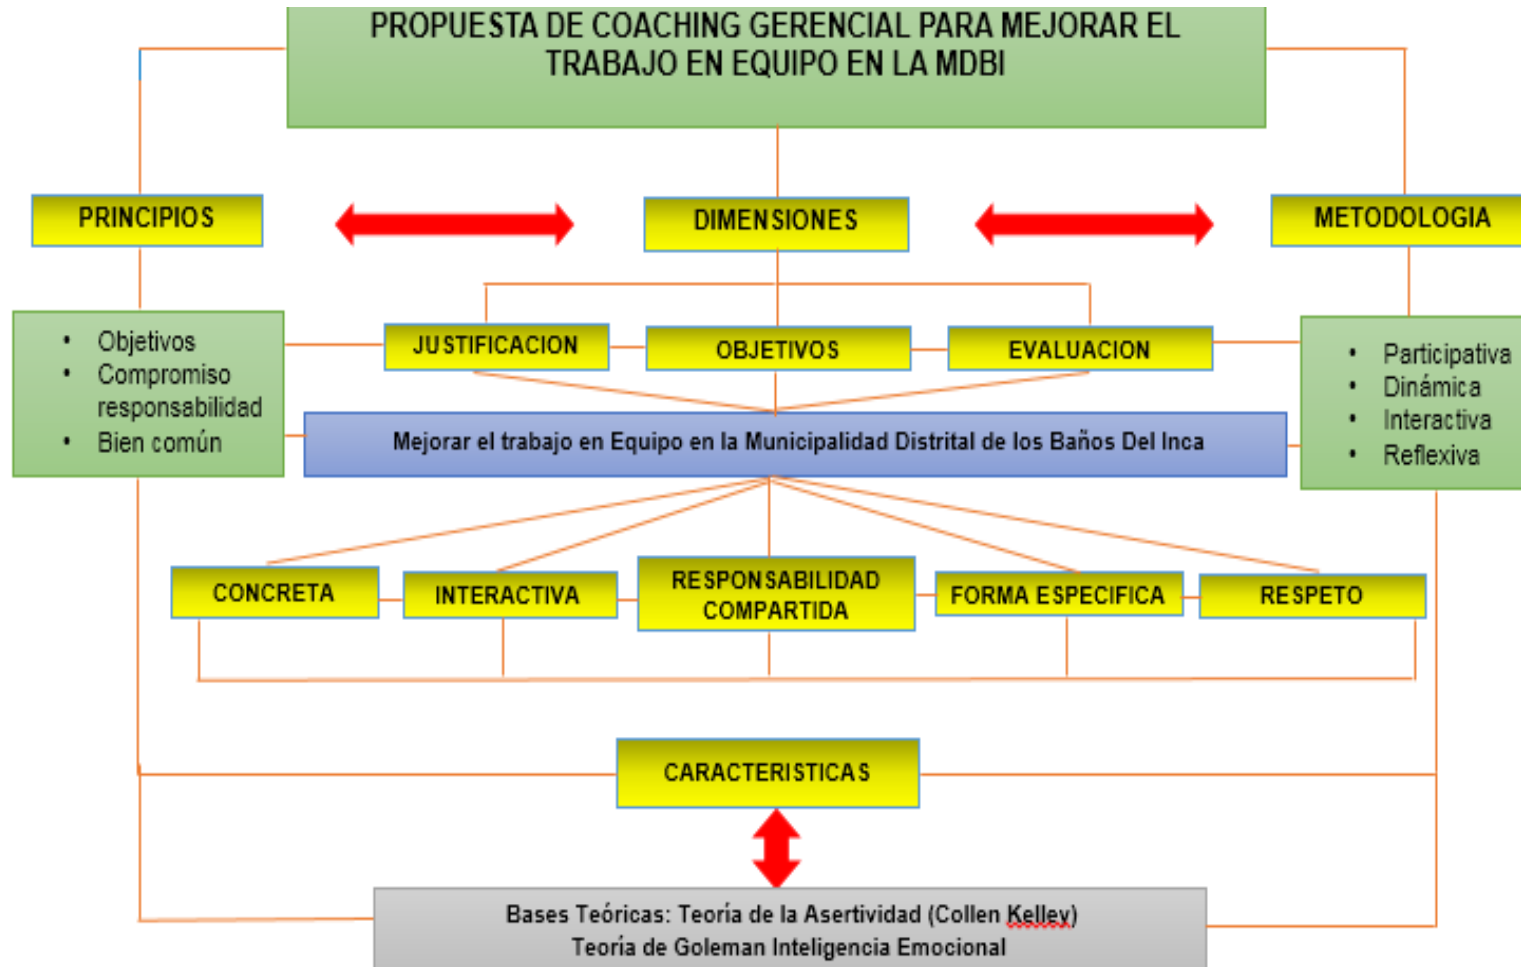 PROPUESTA DE COACHING GERENCIAL PARA MEJORAR EL
TRABAJO EN EQUIPO EN LA MDBI
PRINCIPIOS
DIMENSIONES
METODOLOGIA
• Objetivos
• Compromiso
responsabilidad
• Bien común
JUSTIFICACION
OBJETIVOS
EVALUACION
• Participativa
• Dinámica
• Interactiva
• Reflexiva
Mejorar el trabajo en Equipo en la Municipalidad Distrital de los Baños Del Inca
CONCRETA
INTERACTIVA
RESPONSABILIDAD
COMPARTIDA
FORMA ESPECIFICA
RESPETO
CARACTERISTICAS
Bases Teóricas: Teoría de la Asertividad (Collen Kelley)
Teoría de Goleman Inteligencia Emocional